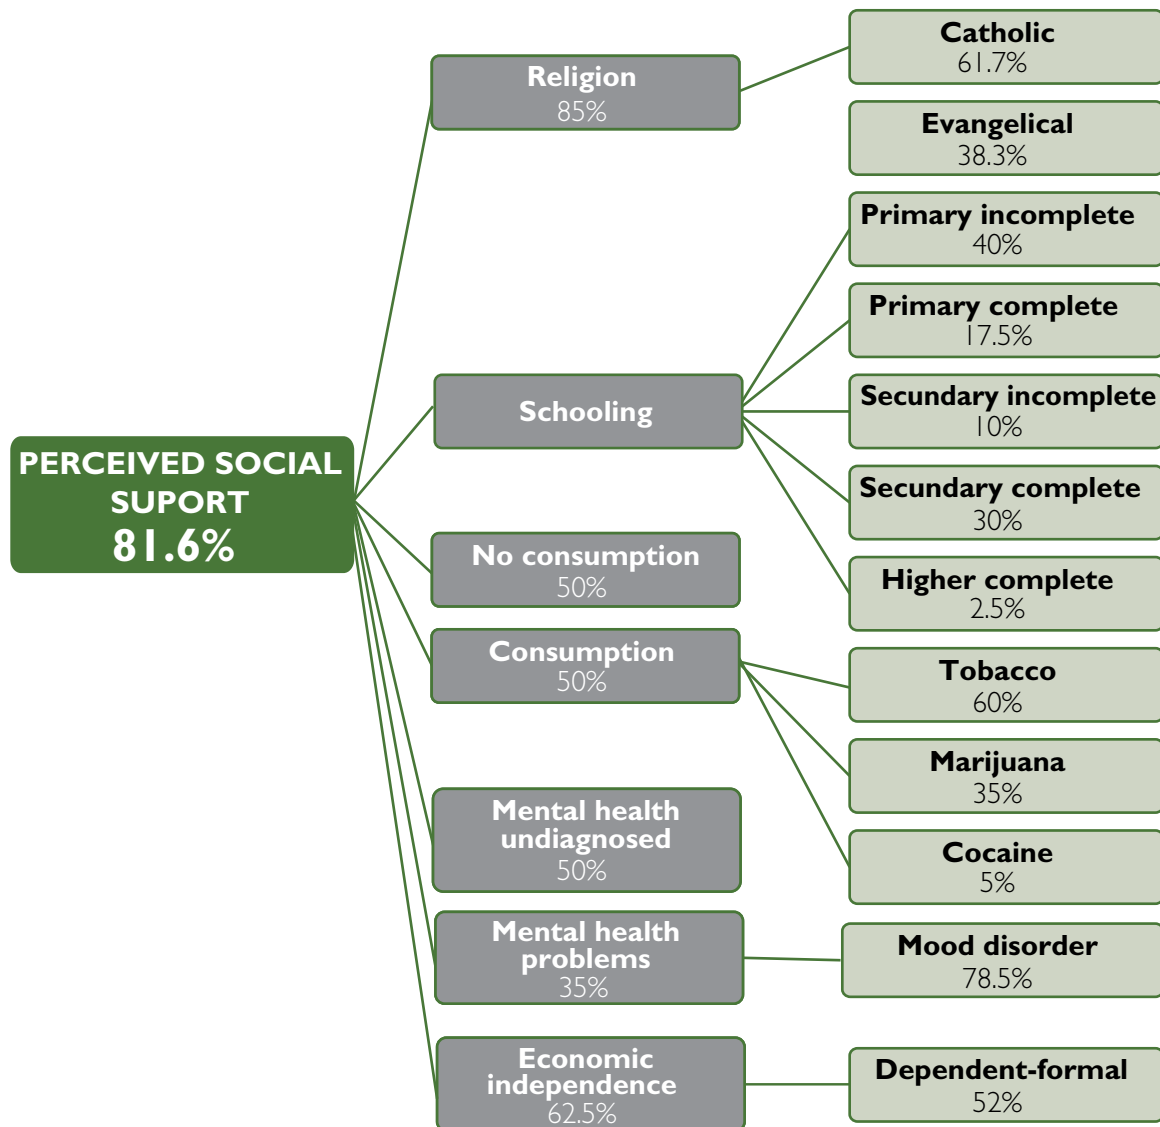 PERCEIVED SOCIAL
SUPORT
81.6%
Religion
85%
Catholic
61.7%
Evangelical
38.3%
Schooling
Primary incomplete
40%
Primary complete
17.5%
Secundary incomplete
10%
Secundary complete
30%
Higher complete
2.5%
No consumption
50%
Consumption
50%
Tobacco
60%
Marijuana
35%
Cocaine
5%
Mental health
undiagnosed
50%
Mental health
problems
35%
Mood disorder
78.5%
Economic
independence
62.5%
Dependent-formal
52%